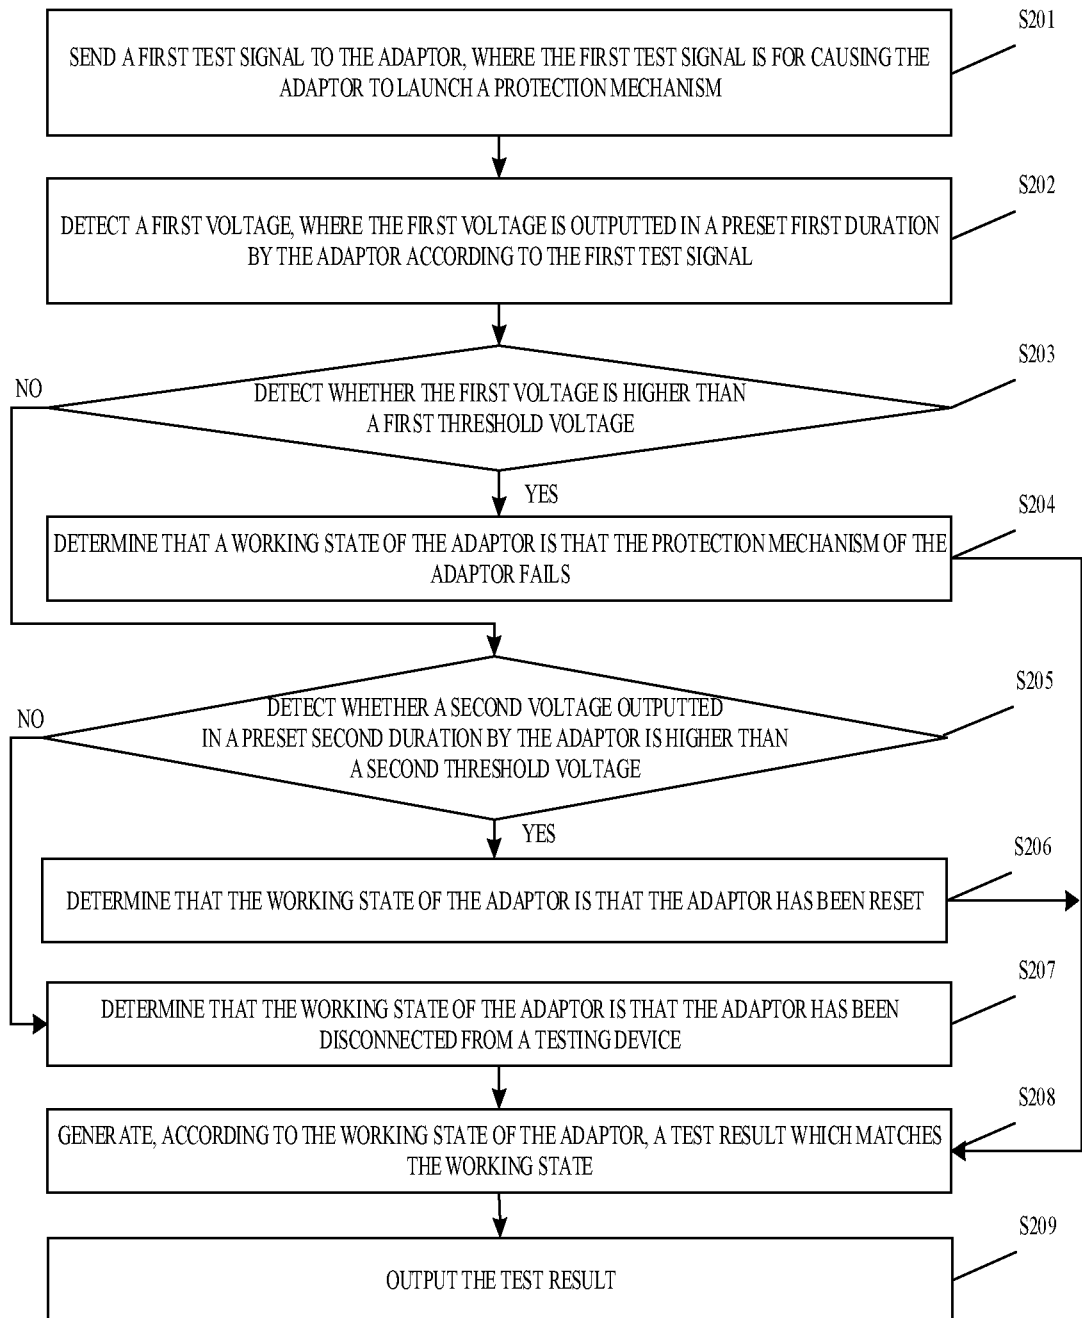 S201
SEND A FIRST TEST SIGNAL TO THE ADAPTOR, WHERE THE FIRST TEST SIGNAL IS FOR CAUSING THE
ADAPTOR TO LAUNCH A PROTECTION MECHANISM
S202
DETECT A FIRST VOLTAGE, WHERE THE FIRST VOLTAGE IS OUTPUTTED IN A PRESET FIRST DURATION
BY THE ADAPTOR ACCORDING TO THE FIRST TEST SIGNAL
S203
NO
DETECT WHETHER THE FIRST VOLTAGE IS HIGHER THAN
A FIRST THRESHOLD VOLTAGE
YES
S204
DETERMINE THAT A WORKING STATE OF THE ADAPTOR IS THAT THE PROTECTION MECHANISM OF THE
ADAPTOR FAILS
S205
NO
DETECT WHETHER A SECOND VOLTAGE OUTPUTTED
IN A PRESET SECOND DURATION BY THE ADAPTOR IS HIGHER THAN
A SECOND THRESHOLD VOLTAGE
YES
S206
DETERMINE THAT THE WORKING STATE OF THE ADAPTOR IS THAT THE ADAPTOR HAS BEEN RESET
S207
DETERMINE THAT THE WORKING STATE OF THE ADAPTOR IS THAT THE ADAPTOR HAS BEEN
DISCONNECTED FROM A TESTING DEVICE
S208
GENERATE, ACCORDING TO THE WORKING STATE OF THE ADAPTOR, A TEST RESULT WHICH MATCHES
THE WORKING STATE
S209
OUTPUT THE TEST RESULT